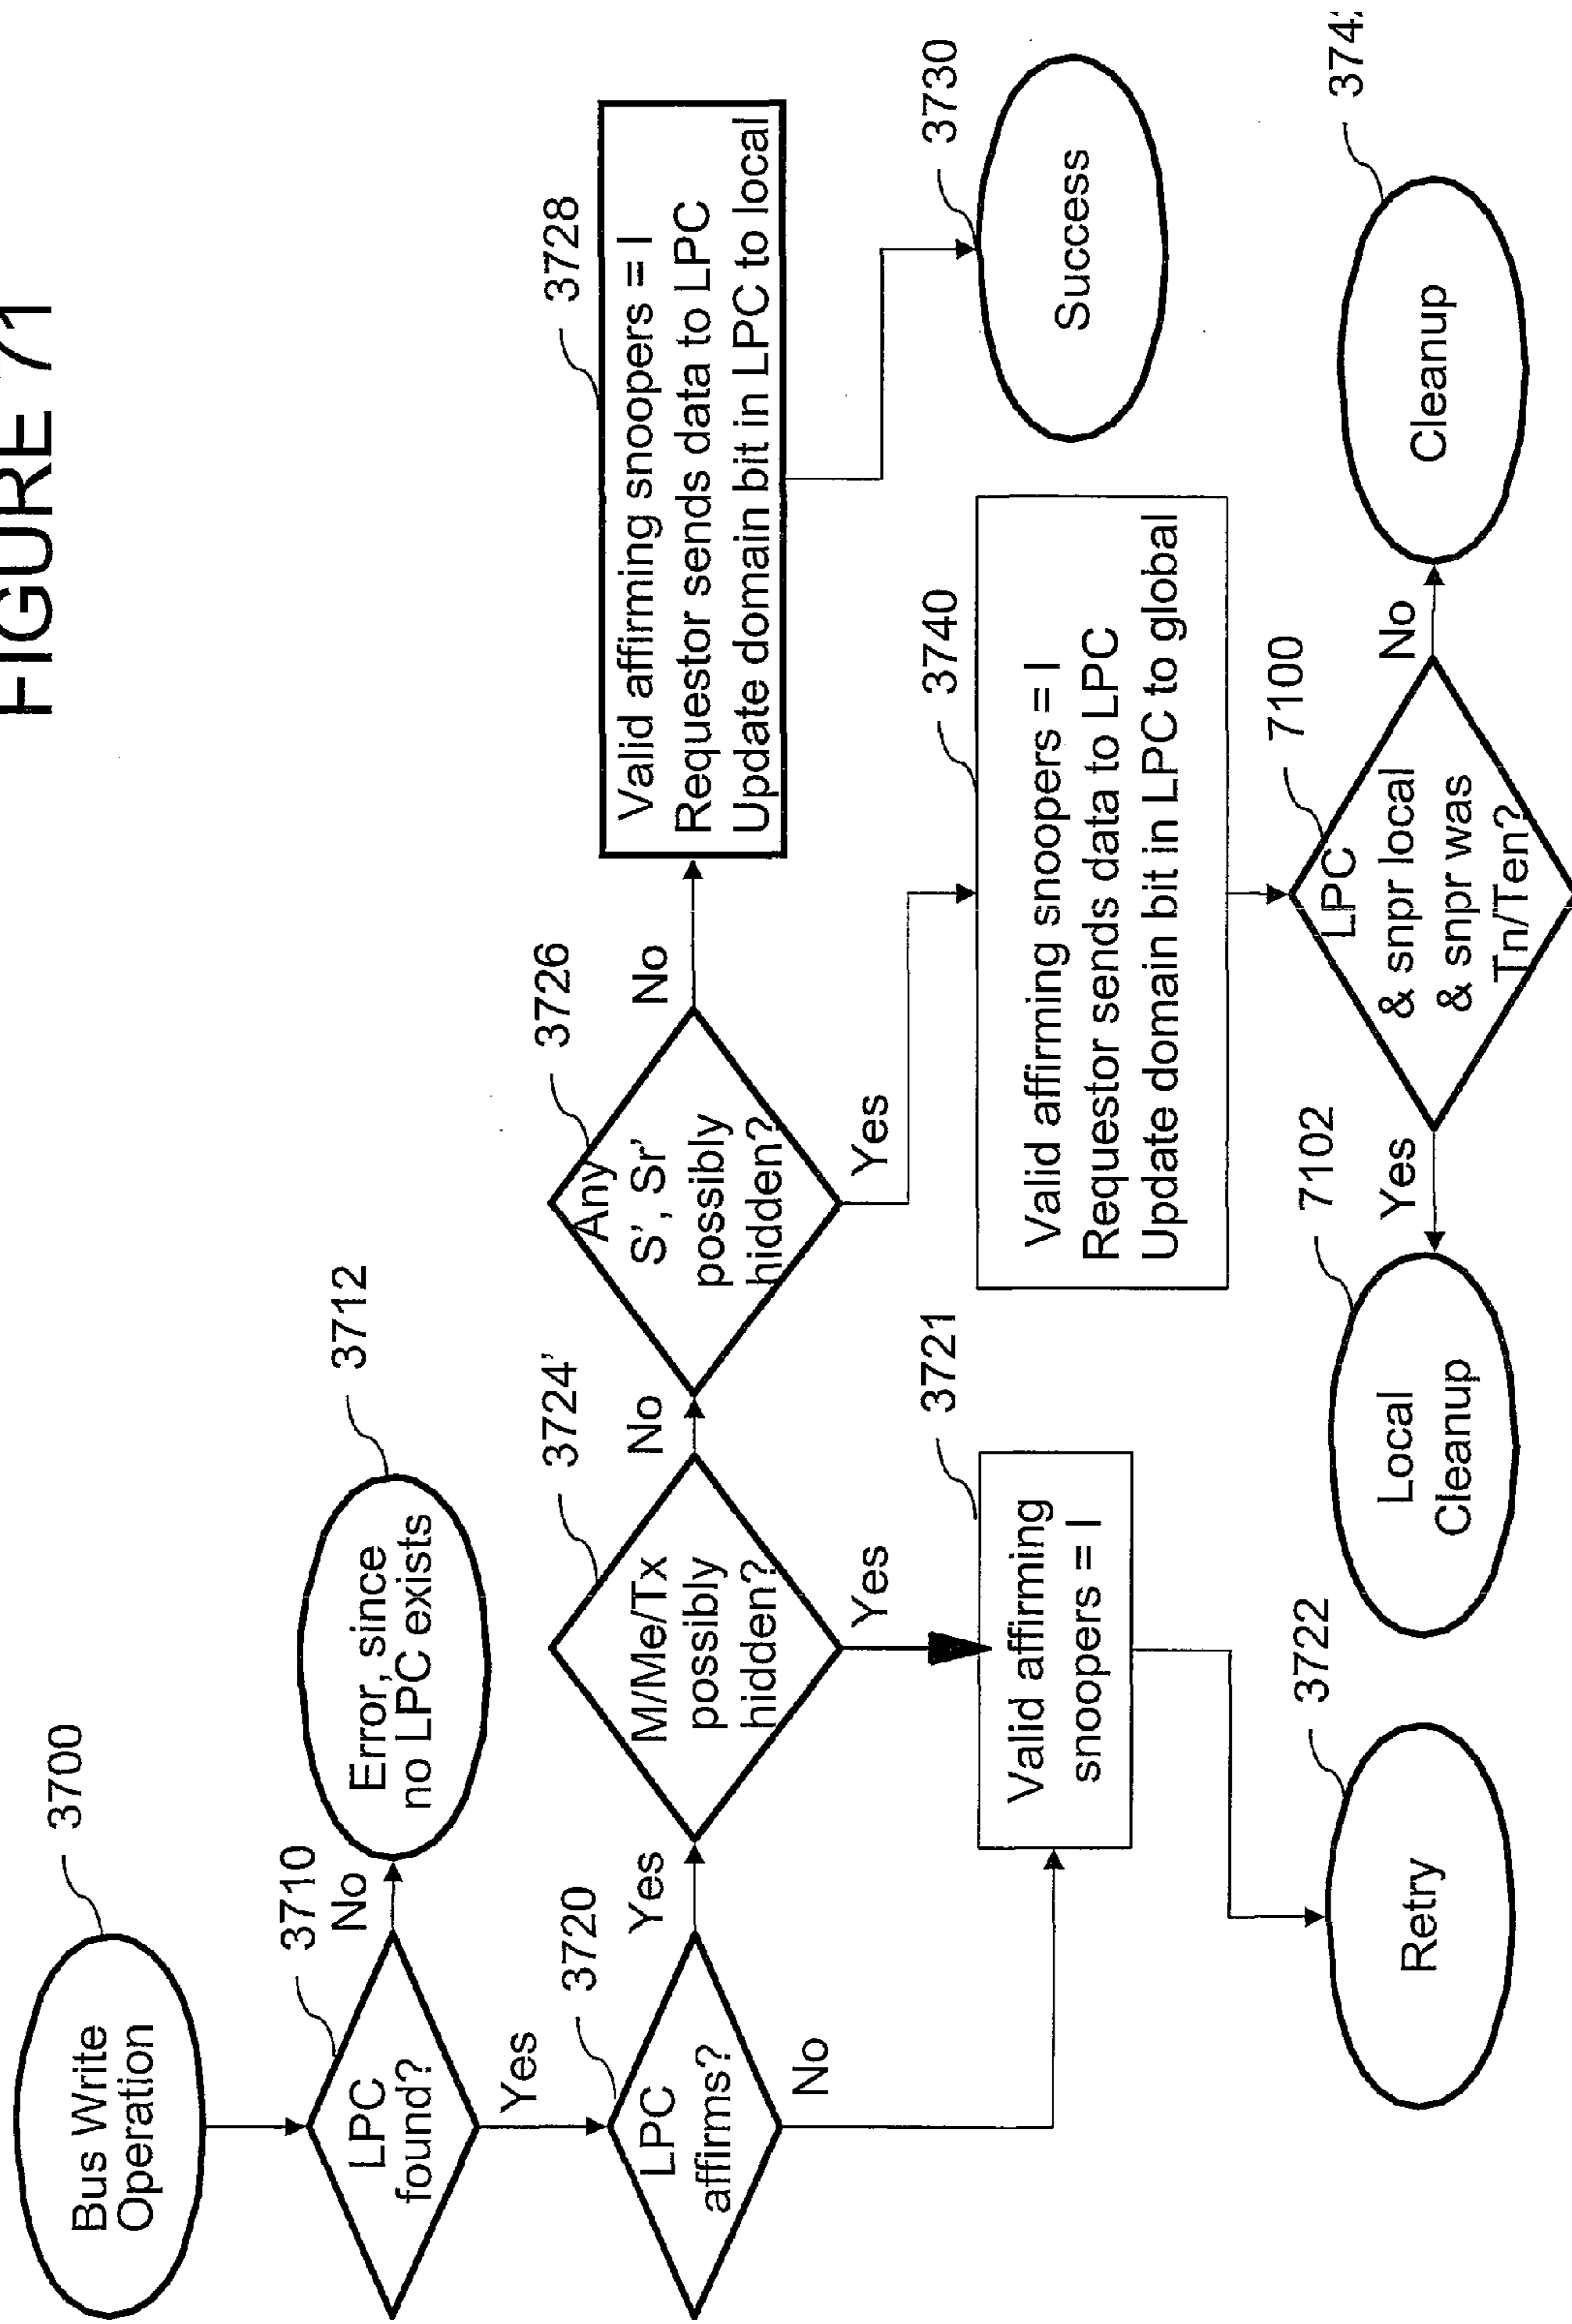 FIGURE 71
Bus Write
Operation
3700
LPC
found?
3710
No
Error, since
no LPC exists
3712
Yes
LPC
affirms?
3720
Yes
M/Me/Tx
possibly
hidden?
3724'
No
Any
S', Sr'
possibly
hidden?
3726
No
Valid affirming snoopers = I
Requestor sends data to LPC
Update domain bit in LPC to local
3728
No
Yes
Valid affirming
snoopers = I
3721
Yes
Valid affirming snoopers = I
Requestor sends data to LPC
Update domain bit in LPC to global
3740
Success
3730
Retry
3722
Local
Cleanup
7102
Yes
LPC
& snpr local
& snpr was
Tn/Ten?
7100
No
Cleanup